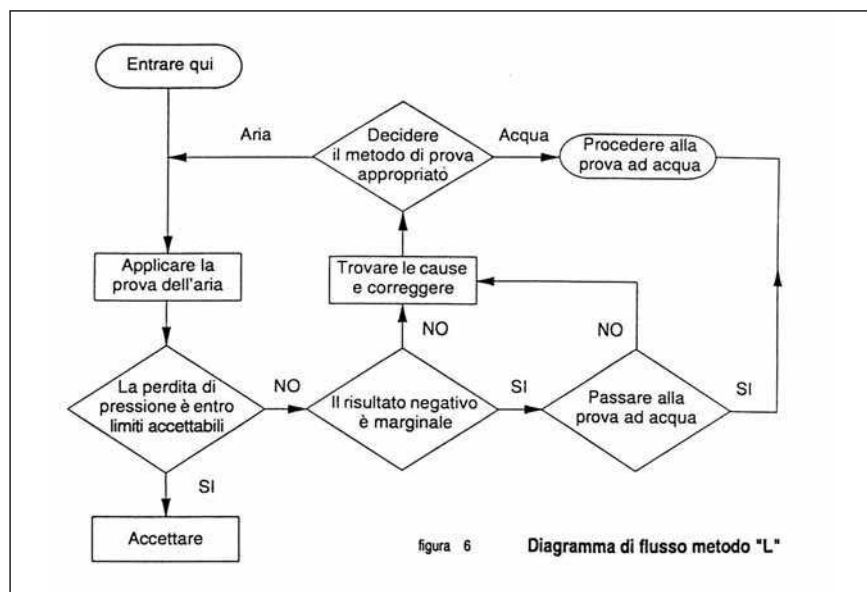 Entrare qui
Aria
Decidere
il metodo di prova
appropriato
Acqua
Procedere alla
prova ad acqua
Applicare la
prova dell'aria
Trovare le cause
e correggere
NO
NO
La perdita di
pressione è entro
limiti accettabili
NO
Il risultato negativo
è marginale
SI
Passare alla
prova ad acqua
SI
SI
Accettare
figura 6
Diagramma di flusso metodo "L"